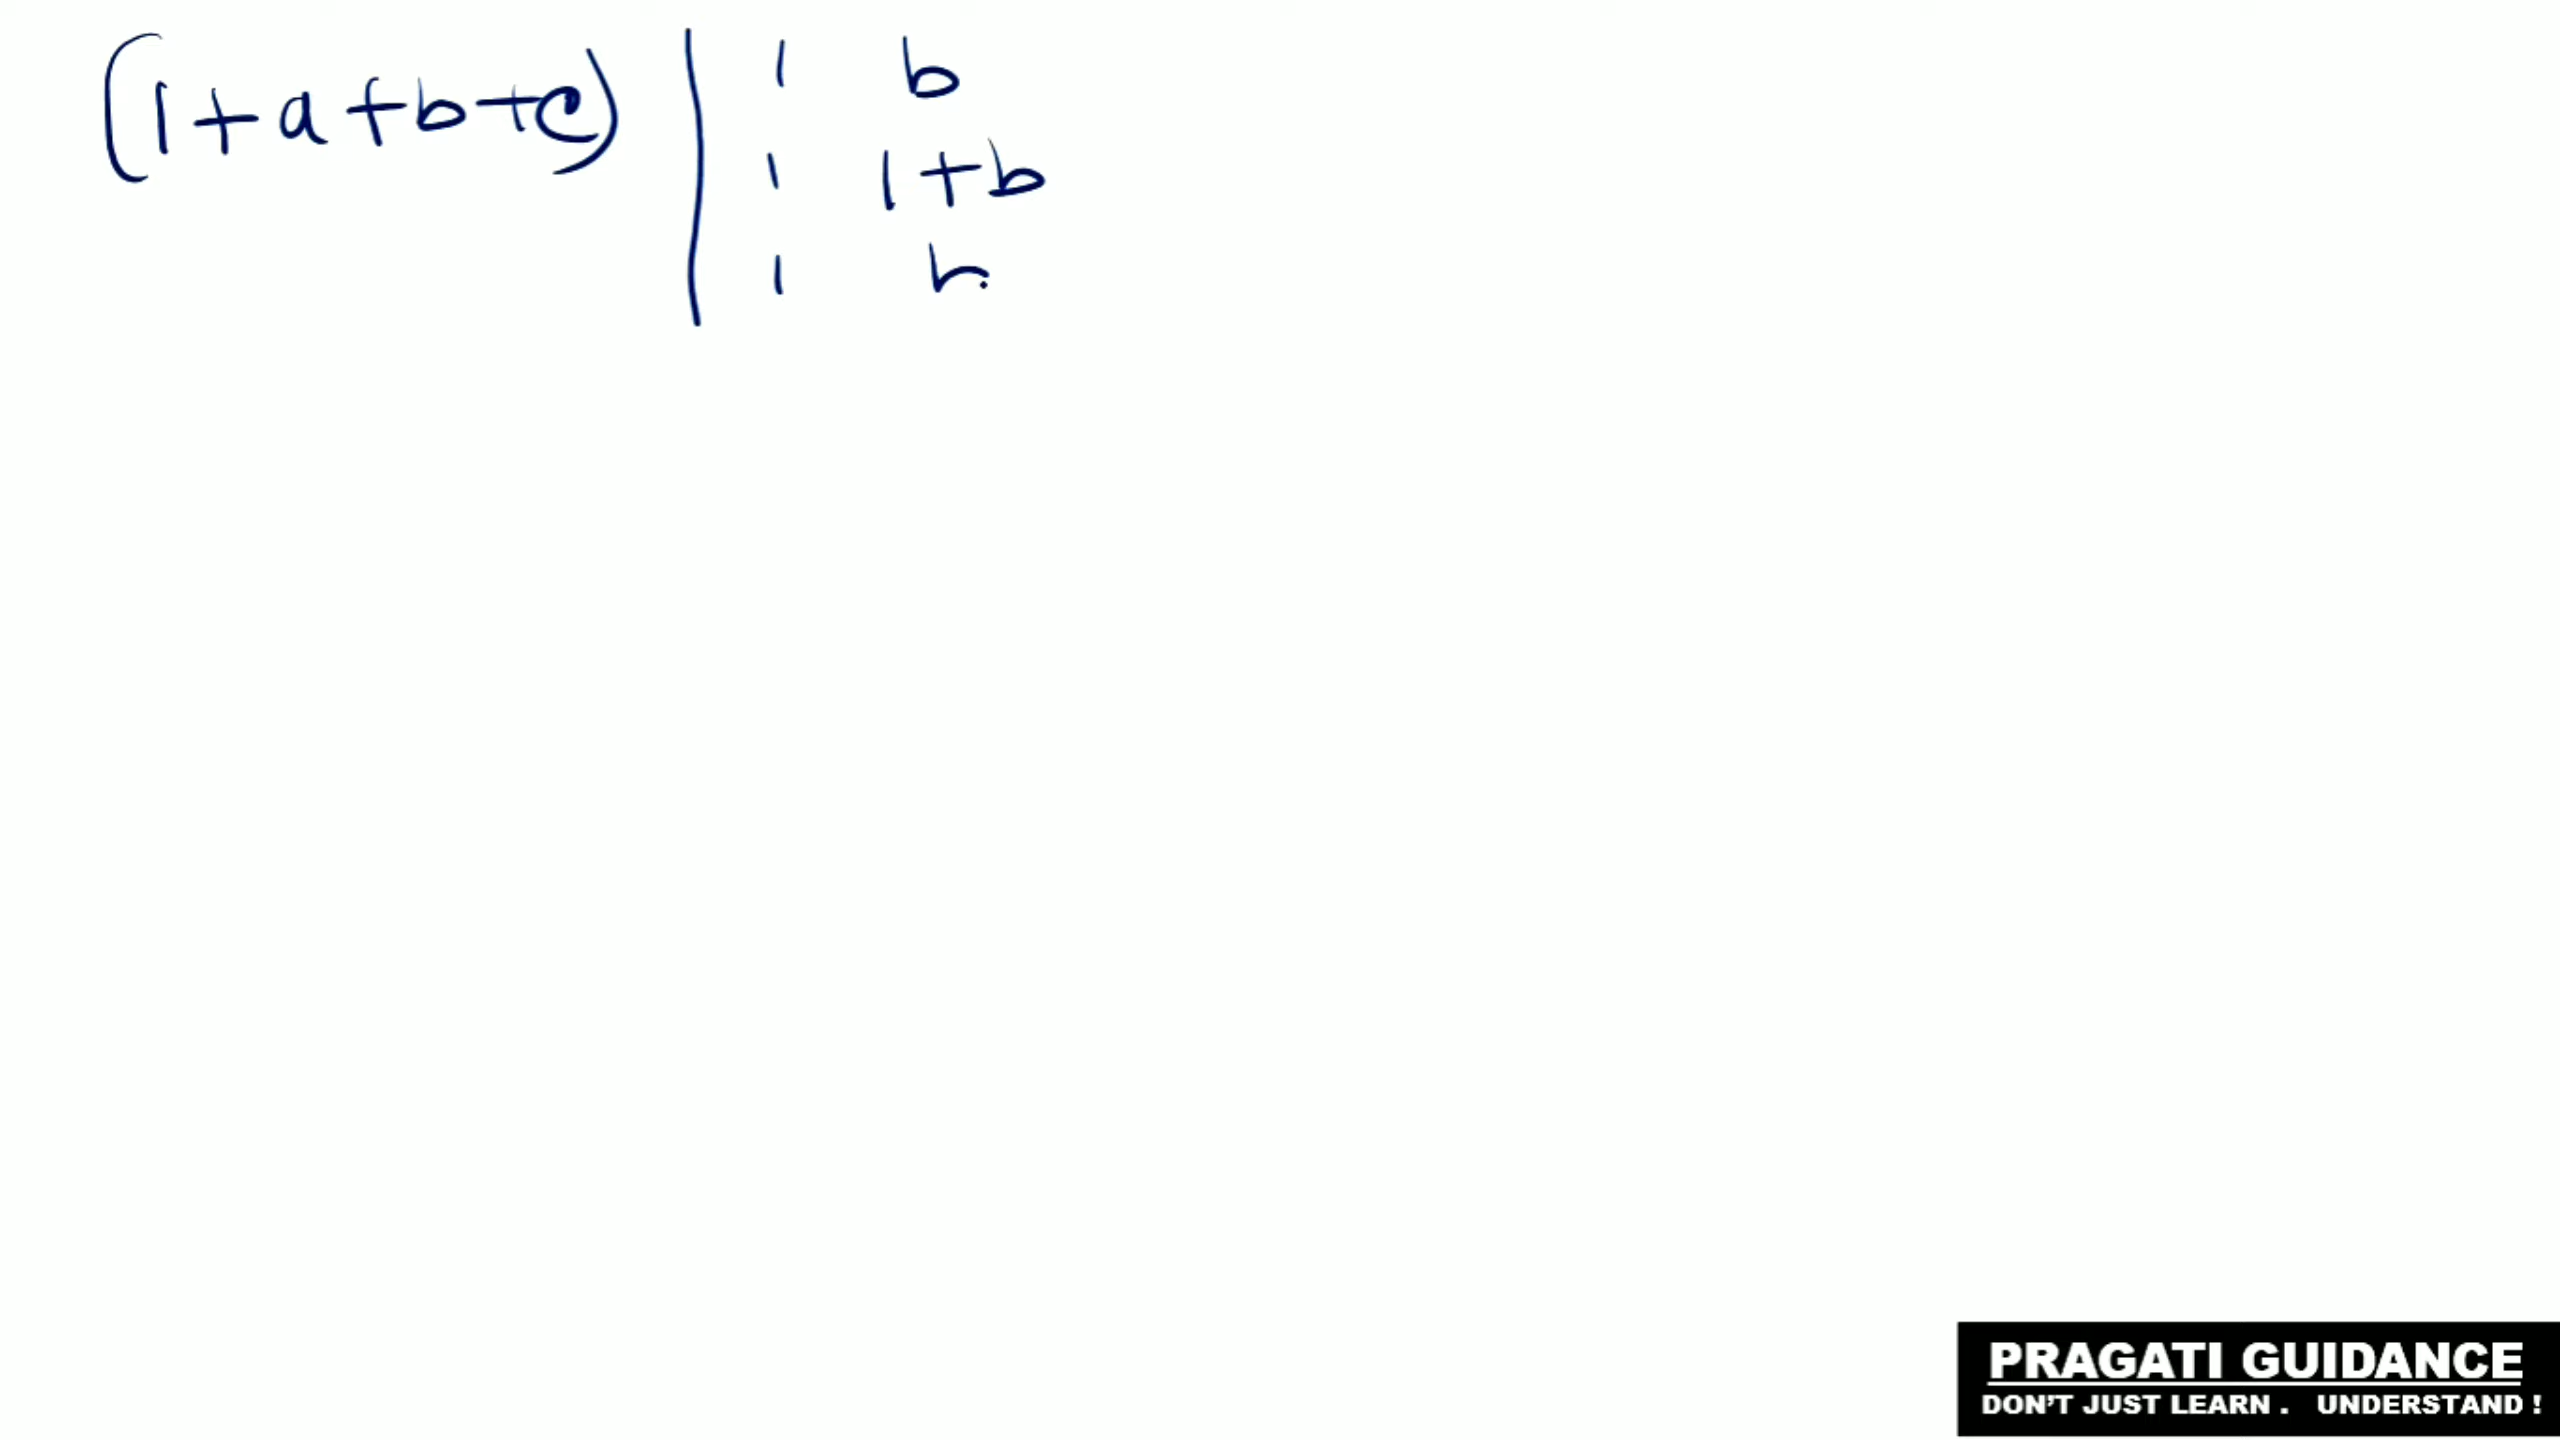 (1+a+b+c) | 1 b
1 1+b
1
PRAGATI GUIDANCE
DON'T JUST LEARN . UNDERSTAND !